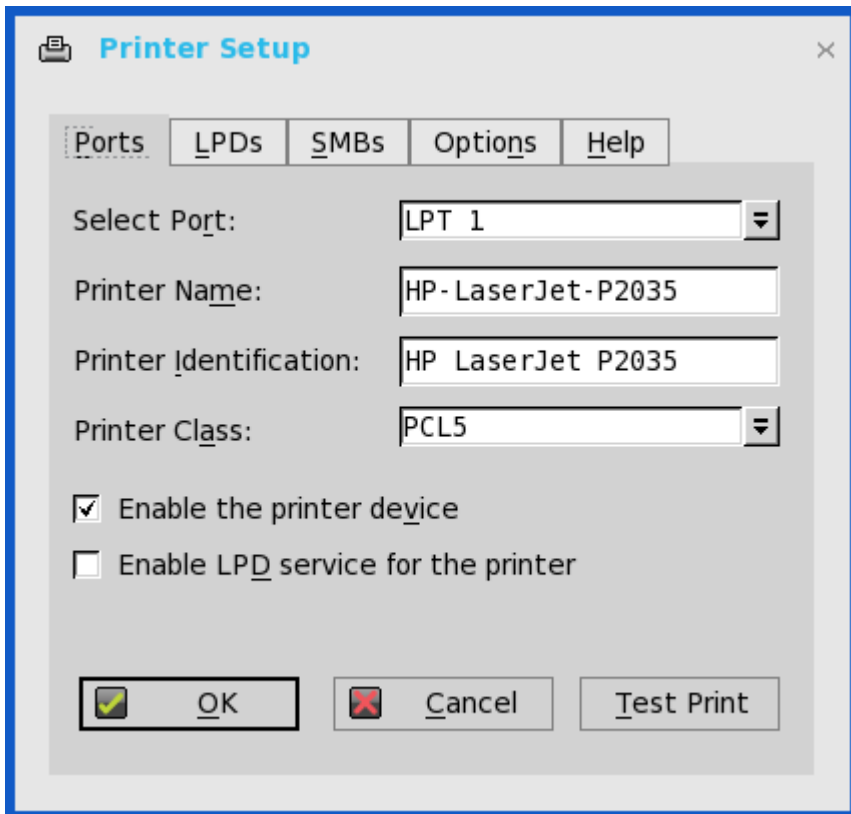 Printer Setup
Ports LPDs SMBs Options Help
Select Port: LPT 1
Printer Name: HP-LaserJet-P2035
Printer Identification: HP LaserJet P2035
Printer Class: PCL5
Enable the printer device
Enable LPD service for the printer
OK Cancel Test Print